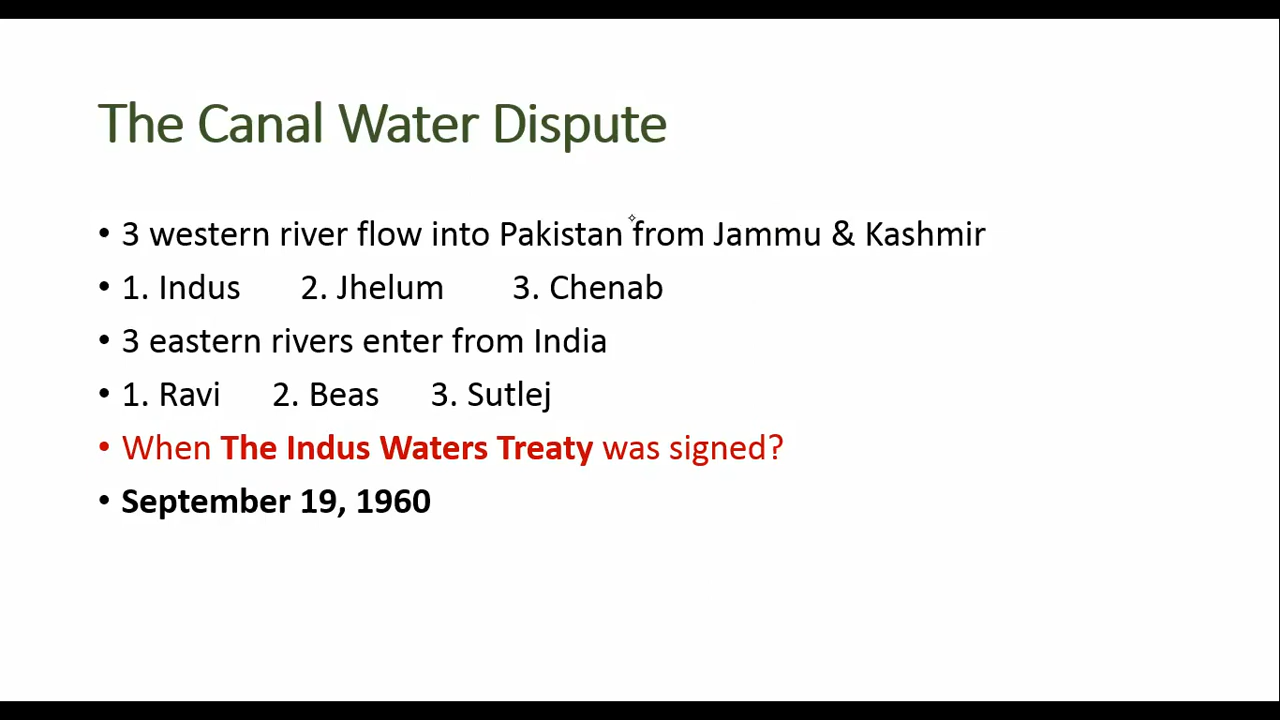 The Canal Water Dispute
• 3 western river flow into Pakistan from Jammu & Kashmir
• 1. Indus 2. Jhelum 3. Chenab
• 3 eastern rivers enter from India
• 1. Ravi 2. Beas 3. Sutlej
• When The Indus Waters Treaty was signed?
• September 19, 1960